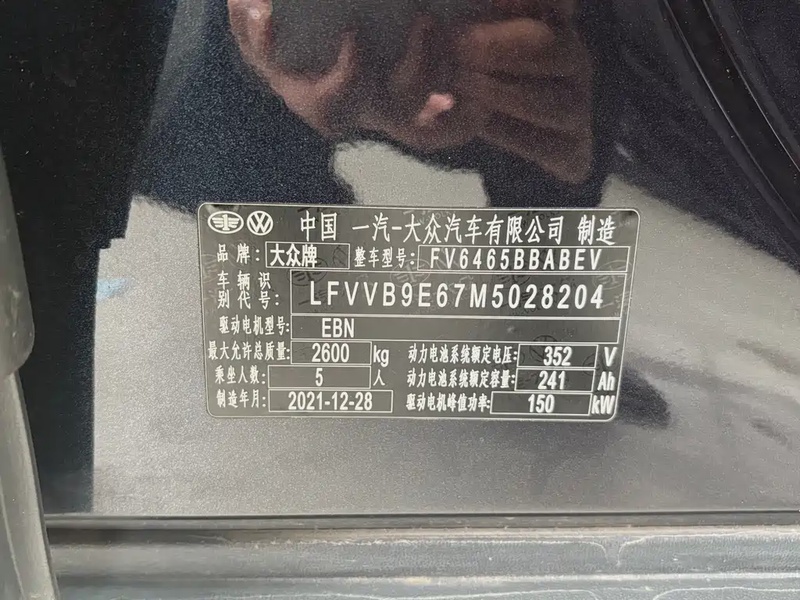 中国 一汽-大众汽车有限公司 制造
品牌: 大众牌 整车型号: FV6465BBABEV
车辆识别代号: LFVVB9E67M5028204
驱动电机型号: EBN
最大允许总质量: 2600 kg 动力电池系统额定电压: 352 V
乘坐人数: 5 人 动力电池系统额定容量: 241 Ah
制造年月: 2021-12-28 驱动电机峰值功率: 150 kW